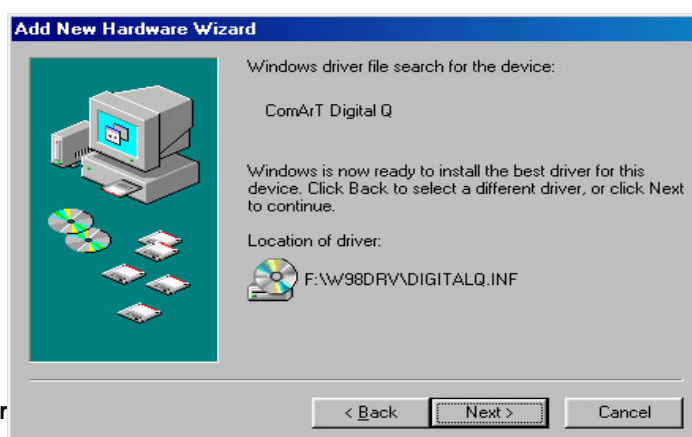 Add New Hardware Wizard
Windows driver file search for the device:
ComArT Digital Q
Windows is now ready to install the best driver for this
device. Click Back to select a different driver, or click Next
to continue.
Location of driver:
F:\W98DRV\DIGITALQ.INF
r
< Back
Next >
Cancel